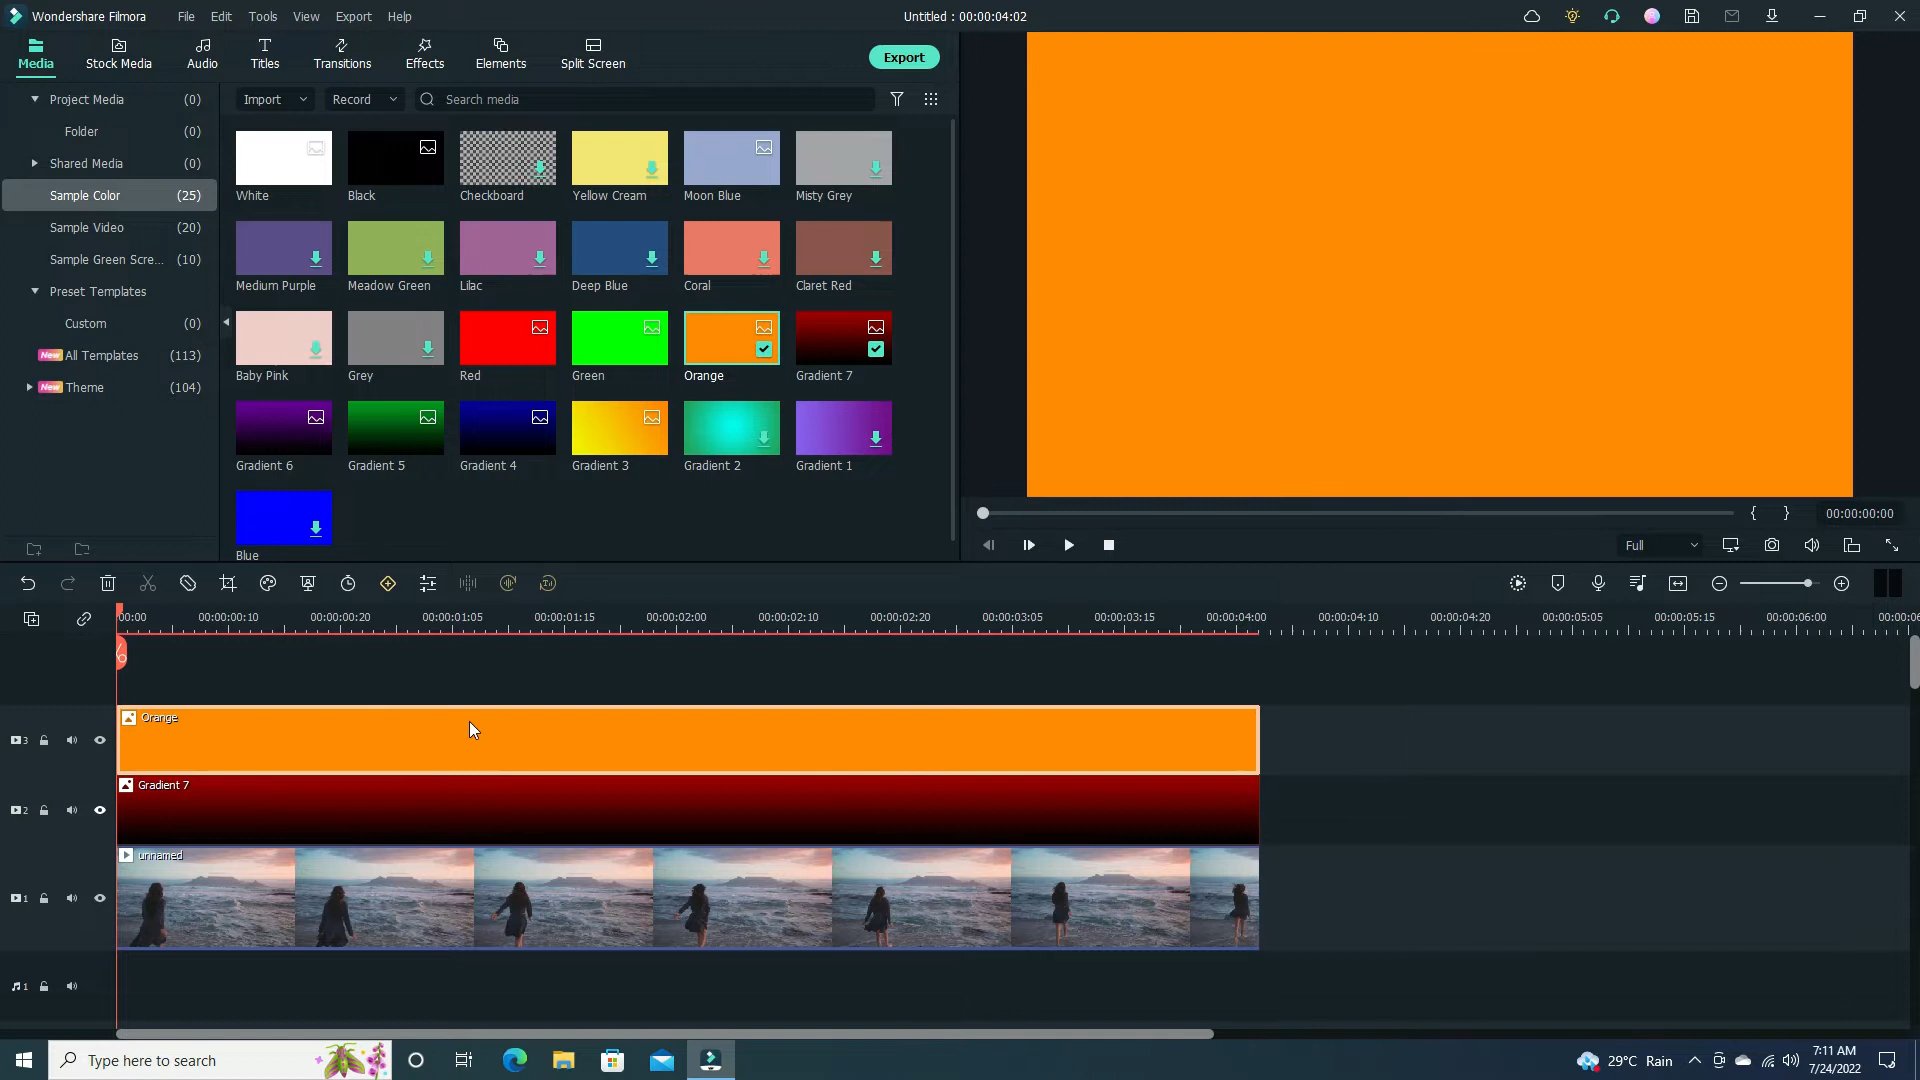 Wondershare Filmora File Edit Tools View Export Help Untitled : 00:00:04:02
Media Stock Media Audio Titles Transitions Effects Elements Split Screen Export
Project Media (0)
Folder (0)
Shared Media (0)
Sample Color (25)
Sample Video (20)
Sample Green Scre... (10)
Preset Templates
Custom (0)
New All Templates (113)
New Theme (104)
Import Record Search media
White Black Checkboard Yellow Cream Moon Blue Misty Grey
Medium Purple Meadow Green Lilac Deep Blue Coral Claret Red
Baby Pink Grey Red Green Orange Gradient 7
Gradient 6 Gradient 5 Gradient 4 Gradient 3 Gradient 2 Gradient 1
Blue
{ } 00:00:00:00
Full
00:00 00:00:00:10 00:00:00:20 00:00:01:05 00:00:01:15 00:00:02:00 00:00:02:10 00:00:02:20 00:00:03:05 00:00:03:15 00:00:04:00 00:00:04:10 00:00:04:20 00:00:05:05 00:00:05:15 00:00:06:00
Orange
3
Gradient 7
2
unnamed
1
1
Type here to search
29°C Rain
7:11 AM
7/24/2022